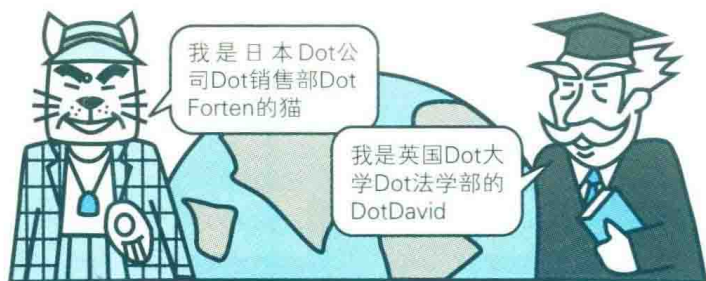 我是日本Dot公
司Dot销售部Dot
Forten的猫
我是英国Dot大
学Dot法学部的
DotDavid